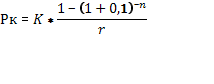 Рк = K * (1 − (1 + 0,1)^−n) / r